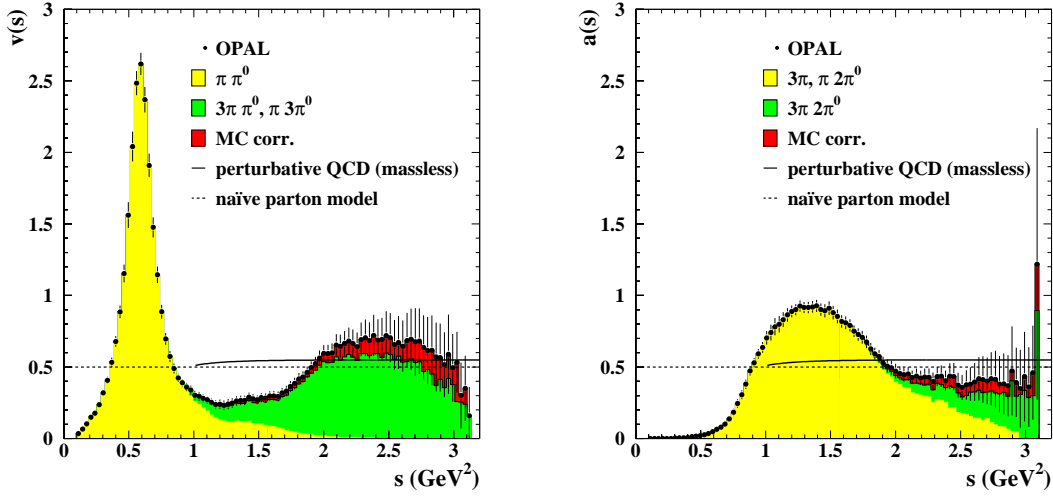 v(s)
3
2.5
2
1.5
1
0.5
0
OPAL
π π⁰
3π π⁰, π 3π⁰
MC corr.
perturbative QCD (massless)
naïve parton model
0 0.5 1 1.5 2 2.5 3
s (GeV²)
a(s)
3
2.5
2
1.5
1
0.5
0
OPAL
3π, π 2π⁰
3π 2π⁰
MC corr.
perturbative QCD (massless)
naïve parton model
0 0.5 1 1.5 2 2.5 3
s (GeV²)